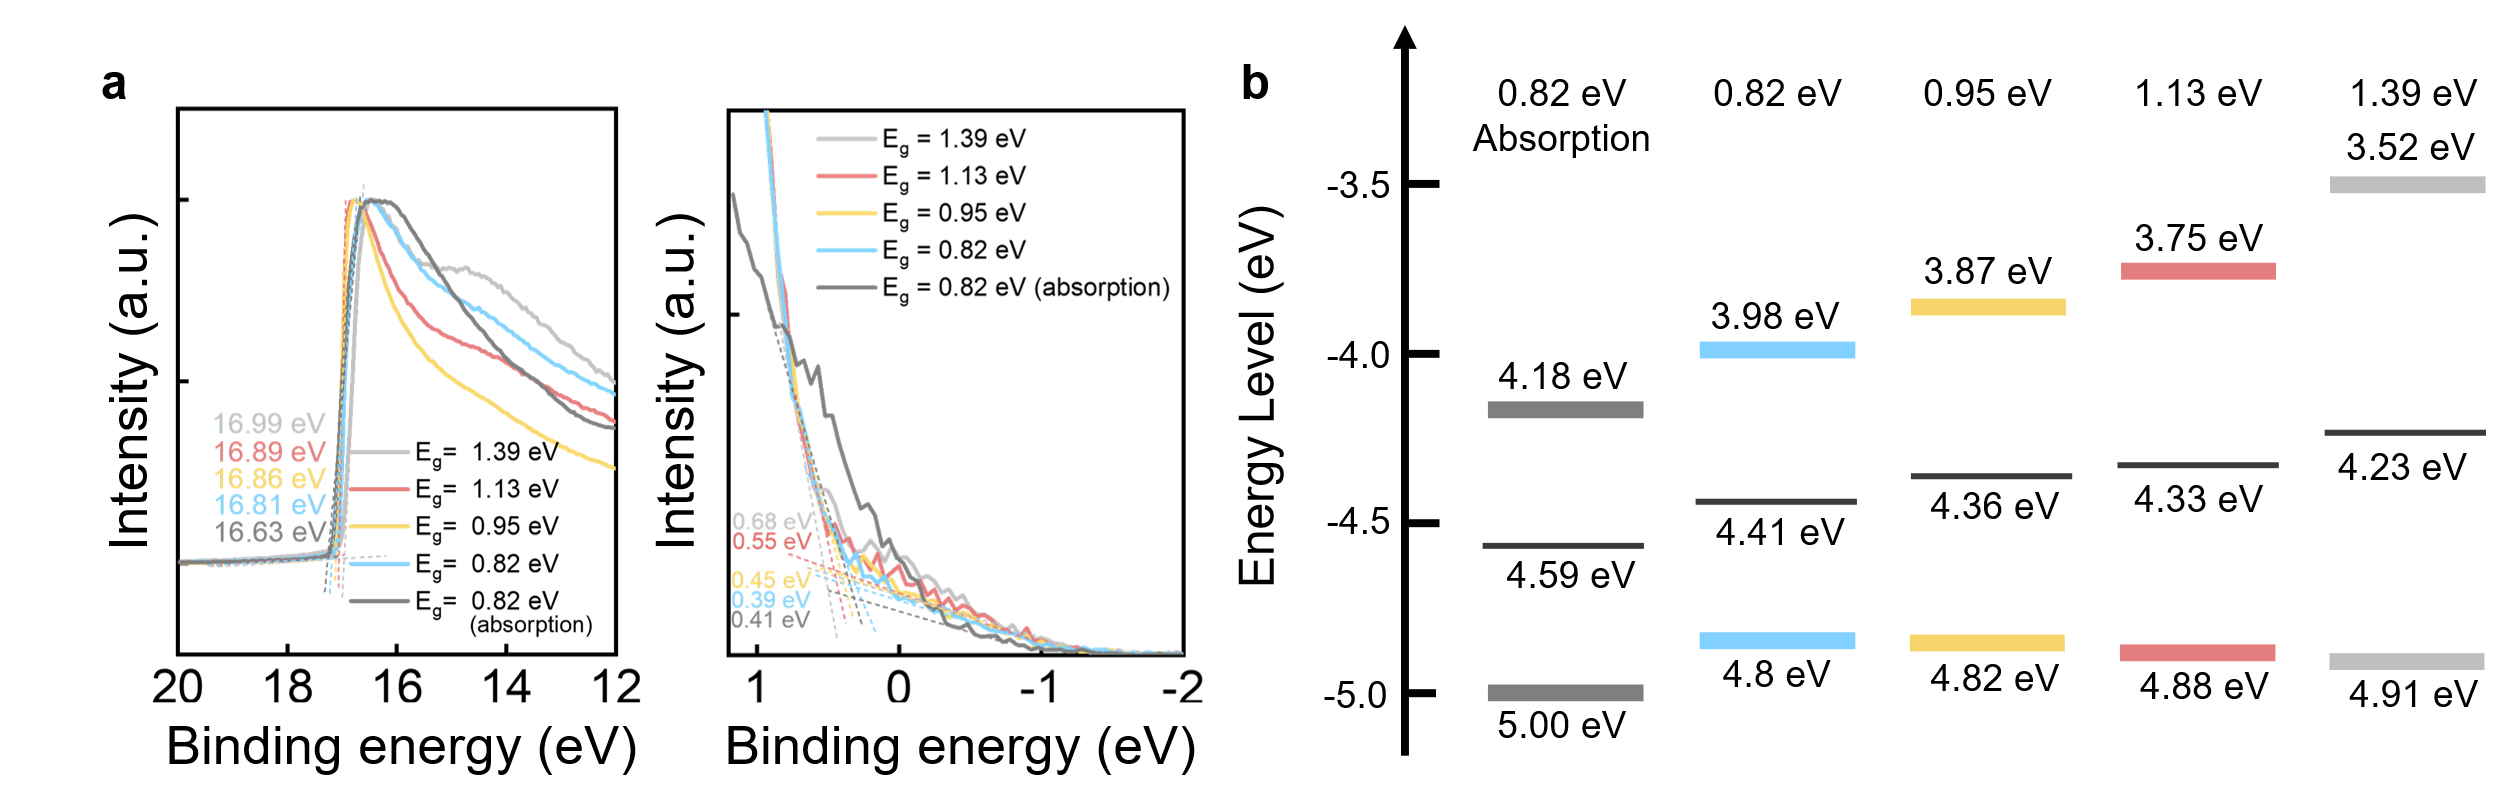 a
Intensity (a.u.)
16.99 eV
16.89 eV
16.86 eV
16.81 eV
16.63 eV
Eg= 1.39 eV
Eg= 1.13 eV
Eg= 0.95 eV
Eg= 0.82 eV
Eg= 0.82 eV
(absorption)
20 18 16 14 12
Binding energy (eV)
Intensity (a.u.)
Eg = 1.39 eV
Eg = 1.13 eV
Eg = 0.95 eV
Eg = 0.82 eV
Eg = 0.82 eV (absorption)
0.68 eV
0.55 eV
0.45 eV
0.39 eV
0.41 eV
1 0 -1 -2
Binding energy (eV)
b
Energy Level (eV)
-3.5
-4.0
-4.5
-5.0
0.82 eV
Absorption
4.18 eV
4.59 eV
5.00 eV
0.82 eV
3.98 eV
4.41 eV
4.8 eV
0.95 eV
3.87 eV
4.36 eV
4.82 eV
1.13 eV
3.75 eV
4.33 eV
4.88 eV
1.39 eV
3.52 eV
4.23 eV
4.91 eV